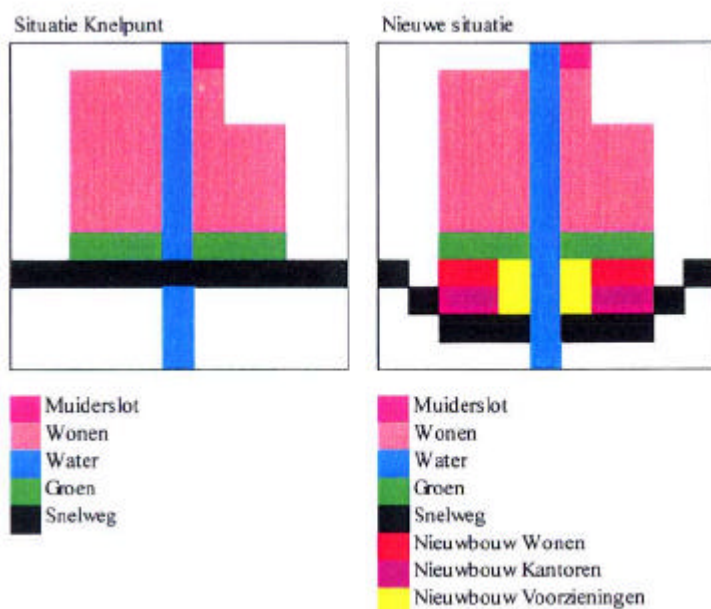 Situatie Knelpunt
Nieuwe situatie
Muiderslot
Wonen
Water
Groen
Snelweg
Muiderslot
Wonen
Water
Groen
Snelweg
Nieuwbouw Wonen
Nieuwbouw Kantoren
Nieuwbouw Voorzieningen